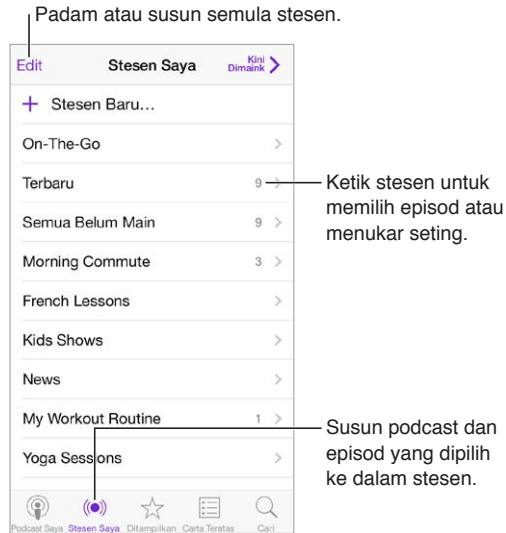 Padam atau susun semula stesen.
Edit
Stesen Saya
Kini
Dimaink
Stesen Baru…
On-The-Go
Terbaru
9
Ketik stesen untuk
memilih episod atau
menukar seting.
Semua Belum Main
9
Morning Commute
3
French Lessons
Kids Shows
News
My Workout Routine
1
Susun podcast dan
episod yang dipilih
ke dalam stesen.
Yoga Sessions
Podcast Saya
Stesen Saya
Ditampilkan
Carta Teratas
Cari